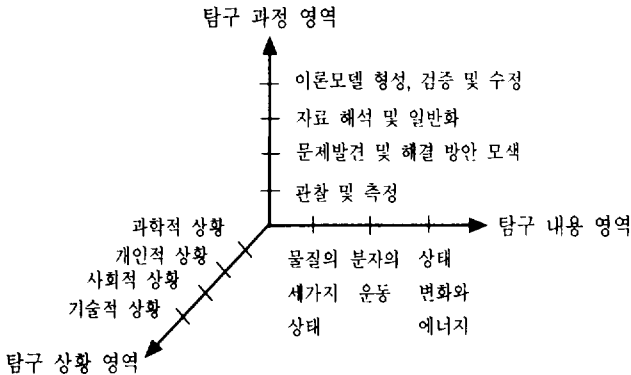 탐구 과정 영역
이론모델 형성, 검증 및 수정
자료 해석 및 일반화
문제발견 및 해결 방안 모색
관찰 및 측정
과학적 상황
개인적 상황
사회적 상황
기술적 상황
탐구 상황 영역
탐구 내용 영역
물질의 분자의 상태
세가지 운동 변화와
상태 에너지